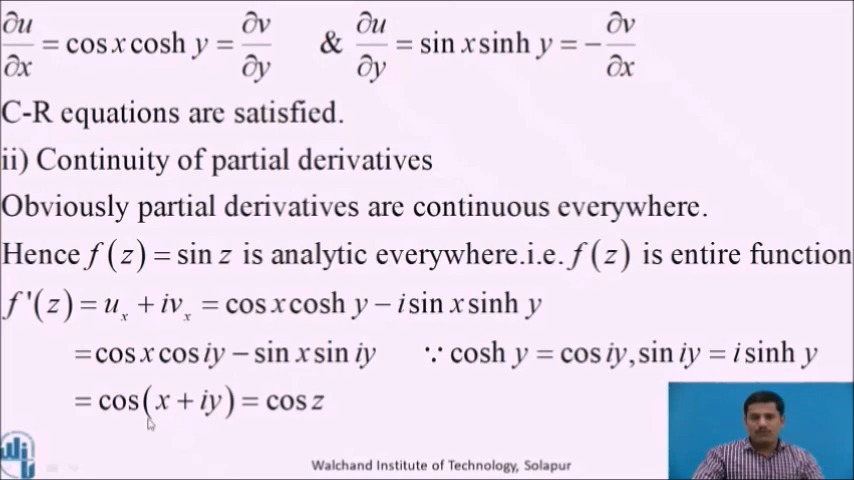 ∂u/∂x = cos x cosh y = ∂v/∂y & ∂u/∂y = sin x sinh y = −∂v/∂x
C-R equations are satisfied.
ii) Continuity of partial derivatives
Obviously partial derivatives are continuous everywhere.
Hence f(z) = sin z is analytic everywhere.i.e. f(z) is entire function
f'(z) = uₓ + ivₓ = cos x cosh y − i sin x sinh y
= cos x cos iy − sin x sin iy ∵ cosh y = cos iy, sin iy = i sinh y
= cos(x + iy) = cos z
Walchand Institute of Technology, Solapur